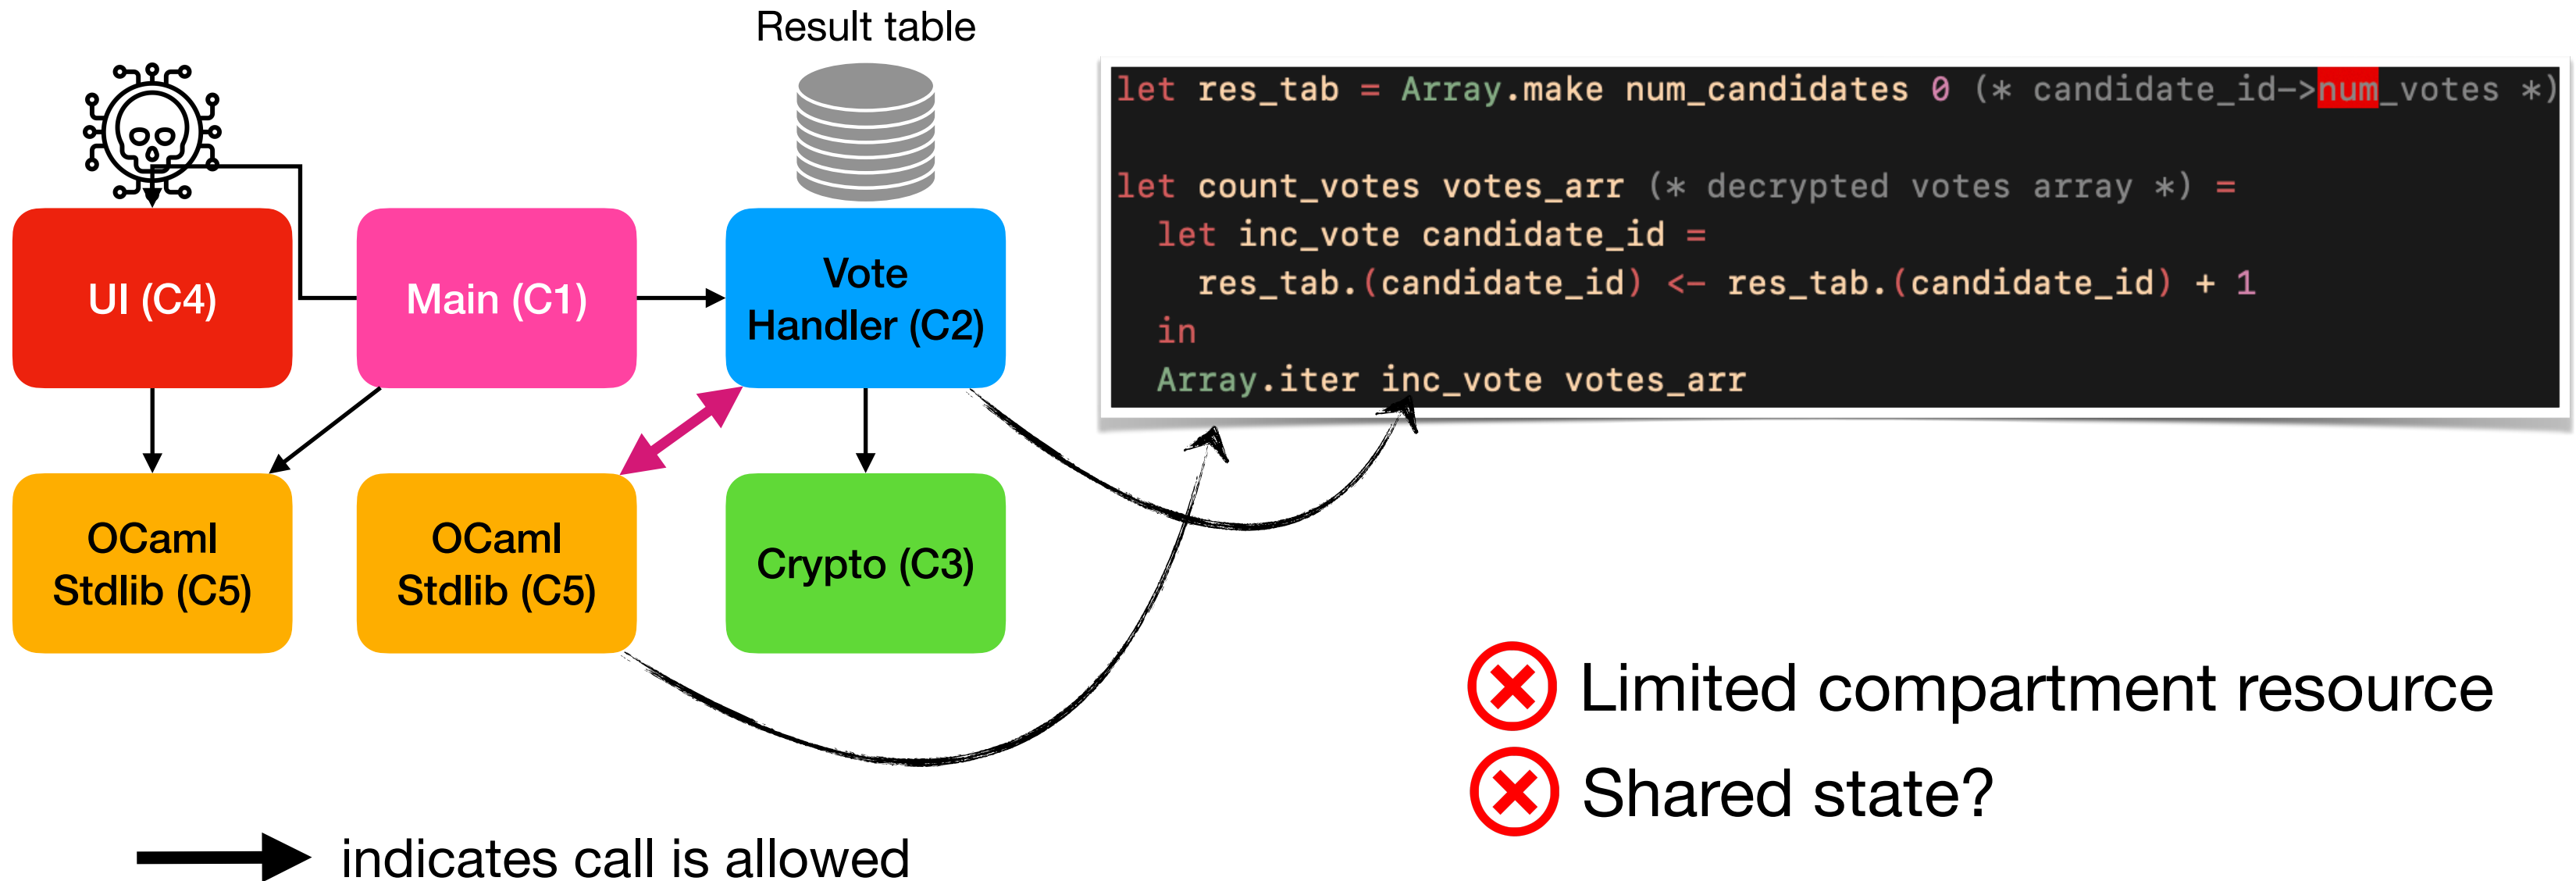 Result table
UI (C4)
Main (C1)
Vote
Handler (C2)
OCaml
Stdlib (C5)
OCaml
Stdlib (C5)
Crypto (C3)
let res_tab = Array.make num_candidates 0 (* candidate_id->num_votes *)
let count_votes votes_arr (* decrypted votes array *) =
let inc_vote candidate_id =
res_tab.(candidate_id) <- res_tab.(candidate_id) + 1
in
Array.iter inc_vote votes_arr
Limited compartment resource
Shared state?
indicates call is allowed